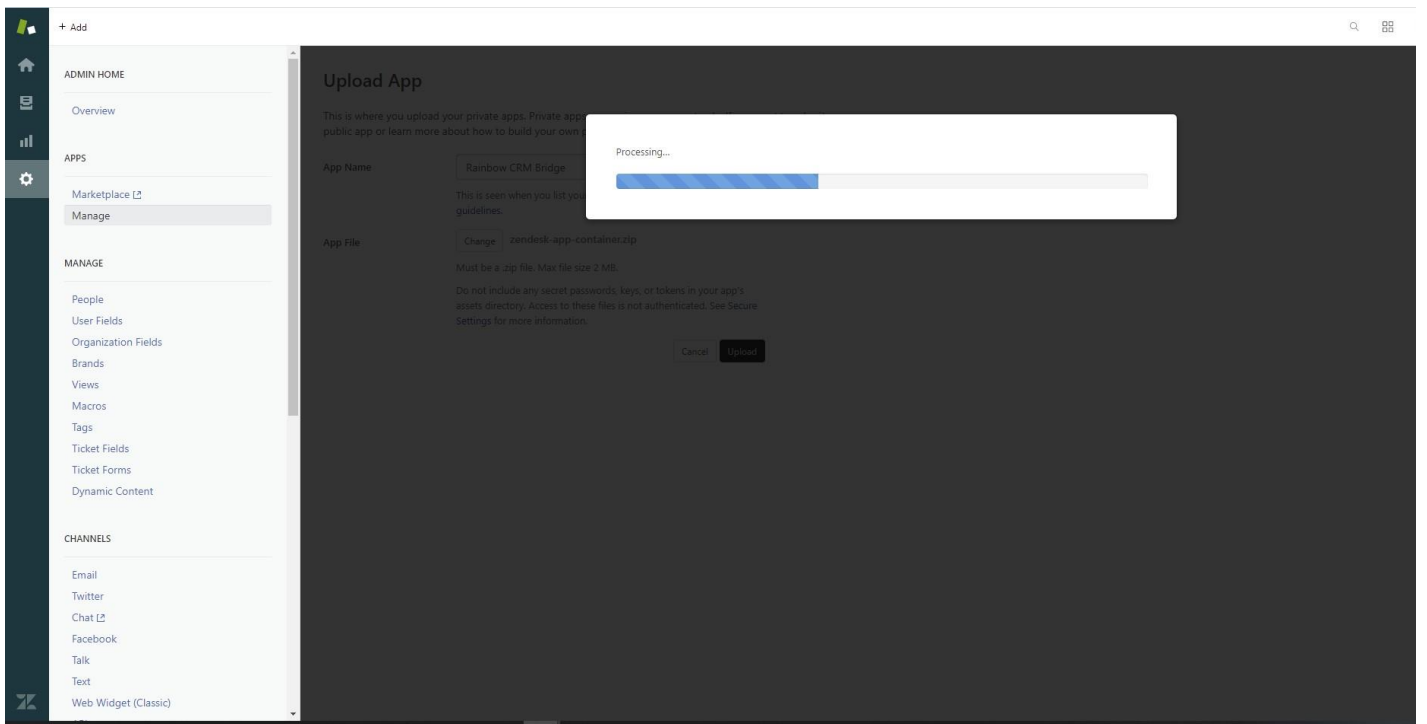 + Add
ADMIN HOME
Overview
APPS
Marketplace
Manage
MANAGE
People
User Fields
Organization Fields
Brands
Views
Macros
Tags
Ticket Fields
Ticket Forms
Dynamic Content
CHANNELS
Email
Twitter
Chat
Facebook
Talk
Text
Web Widget (Classic)
Upload App
This is where you upload your private apps. Private apps
public app or learn more about how to build your own
App Name
Rainbow CRM Bridge
This is seen when you list you
guidelines.
App File
Change zendesk-app-container.zip
Must be a .zip file. Max file size 2 MB.
Do not include any secret passwords, keys, or tokens in your app's
assets directory. Access to these files is not authenticated. See Secure
Settings for more information.
Cancel Upload
Processing...